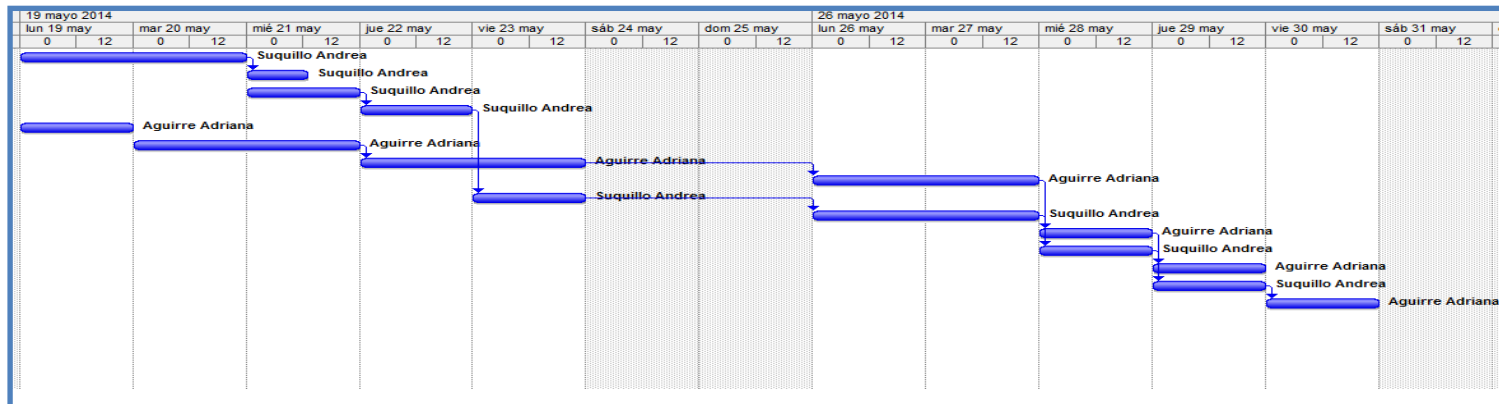 19 mayo 2014 26 mayo 2014
lun 19 may mar 20 may mié 21 may jue 22 may vie 23 may sáb 24 may dom 25 may lun 26 may mar 27 may mié 28 may jue 29 may vie 30 may sáb 31 may
0 12 0 12 0 12 0 12 0 12 0 12 0 12 0 12 0 12 0 12 0 12 0 12 0 12
Suquillo Andrea
Suquillo Andrea
Suquillo Andrea
Suquillo Andrea
Aguirre Adriana
Aguirre Adriana
Aguirre Adriana
Aguirre Adriana
Suquillo Andrea
Suquillo Andrea
Aguirre Adriana
Suquillo Andrea
Aguirre Adriana
Suquillo Andrea
Aguirre Adriana